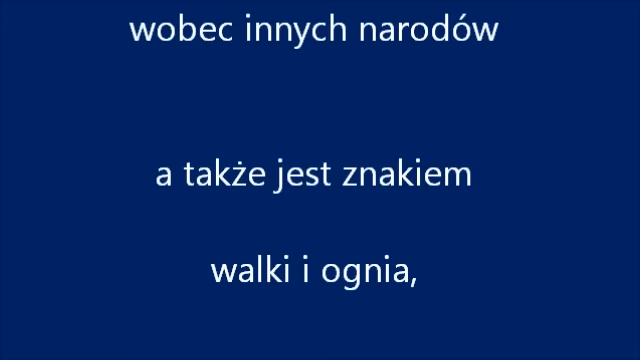 wobec innych narodów
a także jest znakiem
walki i ognia,